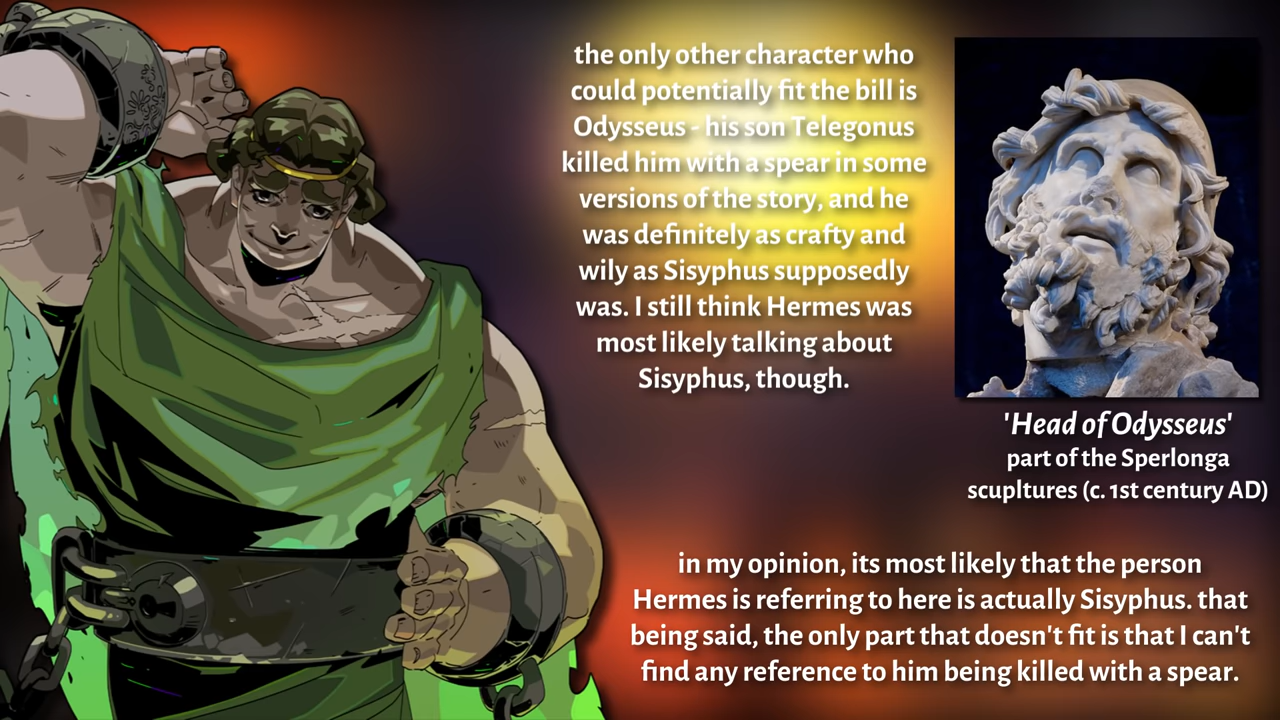 the only other character who
could potentially fit the bill is
Odysseus - his son Telegonus
killed him with a spear in some
versions of the story, and he
was definitely as crafty and
wily as Sisyphus supposedly
was. I still think Hermes was
most likely talking about
Sisyphus, though.
'Head of Odysseus'
part of the Sperlonga
scupltures (c. 1st century AD)
in my opinion, its most likely that the person
Hermes is referring to here is actually Sisyphus. that
being said, the only part that doesn't fit is that I can't
find any reference to him being killed with a spear.